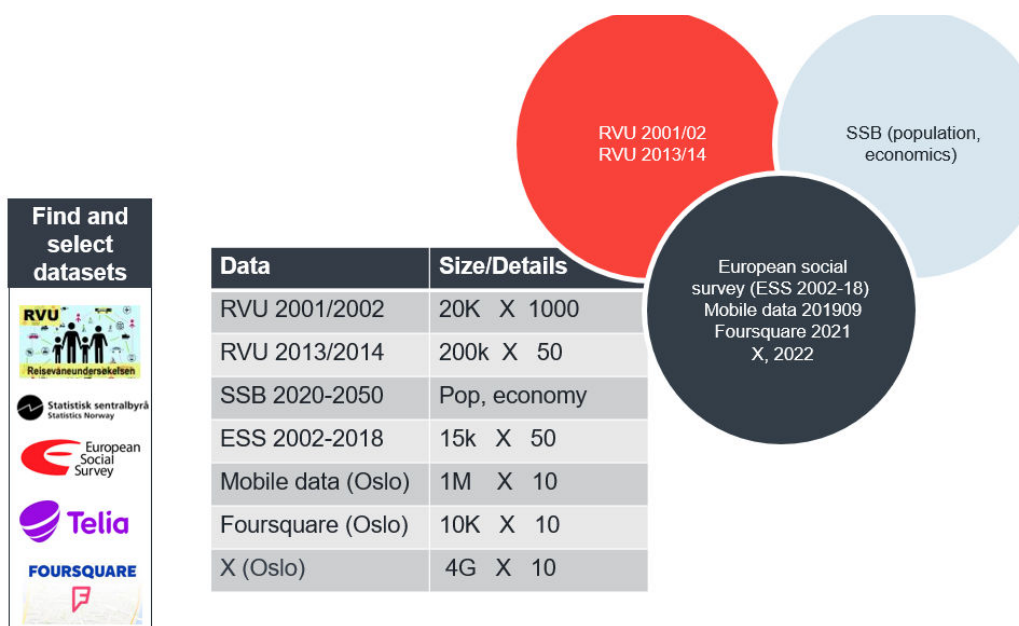 RVU 2001/02
RVU 2013/14
SSB (population,
economics)
European social
survey (ESS 2002-18)
Mobile data 201909
Foursquare 2021
X, 2022
Find and
select
datasets
RVU
Reisevaneundersøkelsen
Statistisk sentralbyrå
Statistics Norway
European
Social
Survey
Telia
FOURSQUARE
Data Size/Details
RVU 2001/2002 20K X 1000
RVU 2013/2014 200k X 50
SSB 2020-2050 Pop, economy
ESS 2002-2018 15k X 50
Mobile data (Oslo) 1M X 10
Foursquare (Oslo) 10K X 10
X (Oslo) 4G X 10